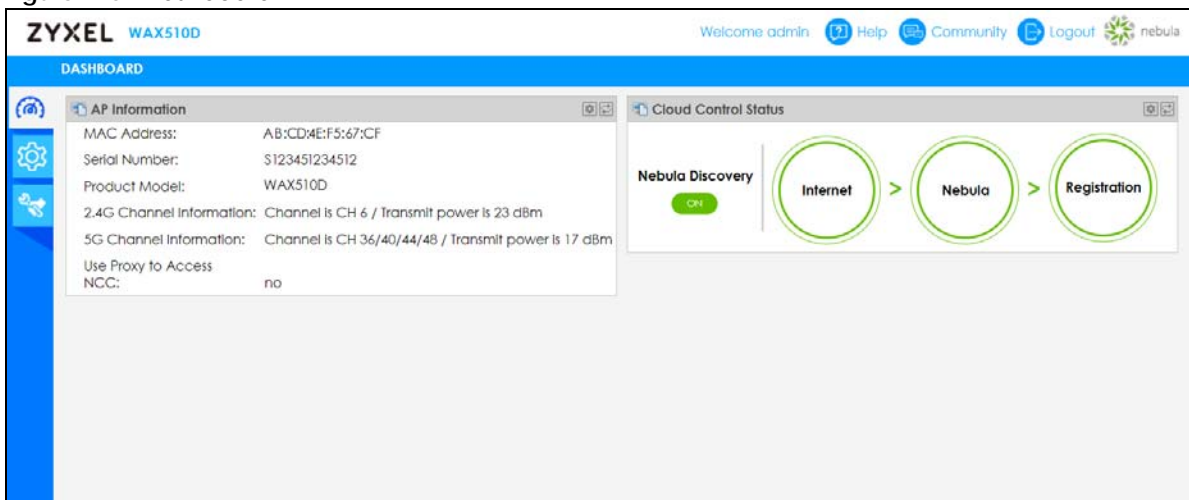 ZYXEL WAX510D
Welcome admin Help Community Logout nebula
DASHBOARD
AP Information
MAC Address: AB:CD:4E:F5:67:CF
Serial Number: S123451234512
Product Model: WAX510D
2.4G Channel Information: Channel is CH 6 / Transmit power is 23 dBm
5G Channel Information: Channel is CH 36/40/44/48 / Transmit power is 17 dBm
Use Proxy to Access
NCC: no
Cloud Control Status
Nebula Discovery
ON
Internet > Nebula > Registration